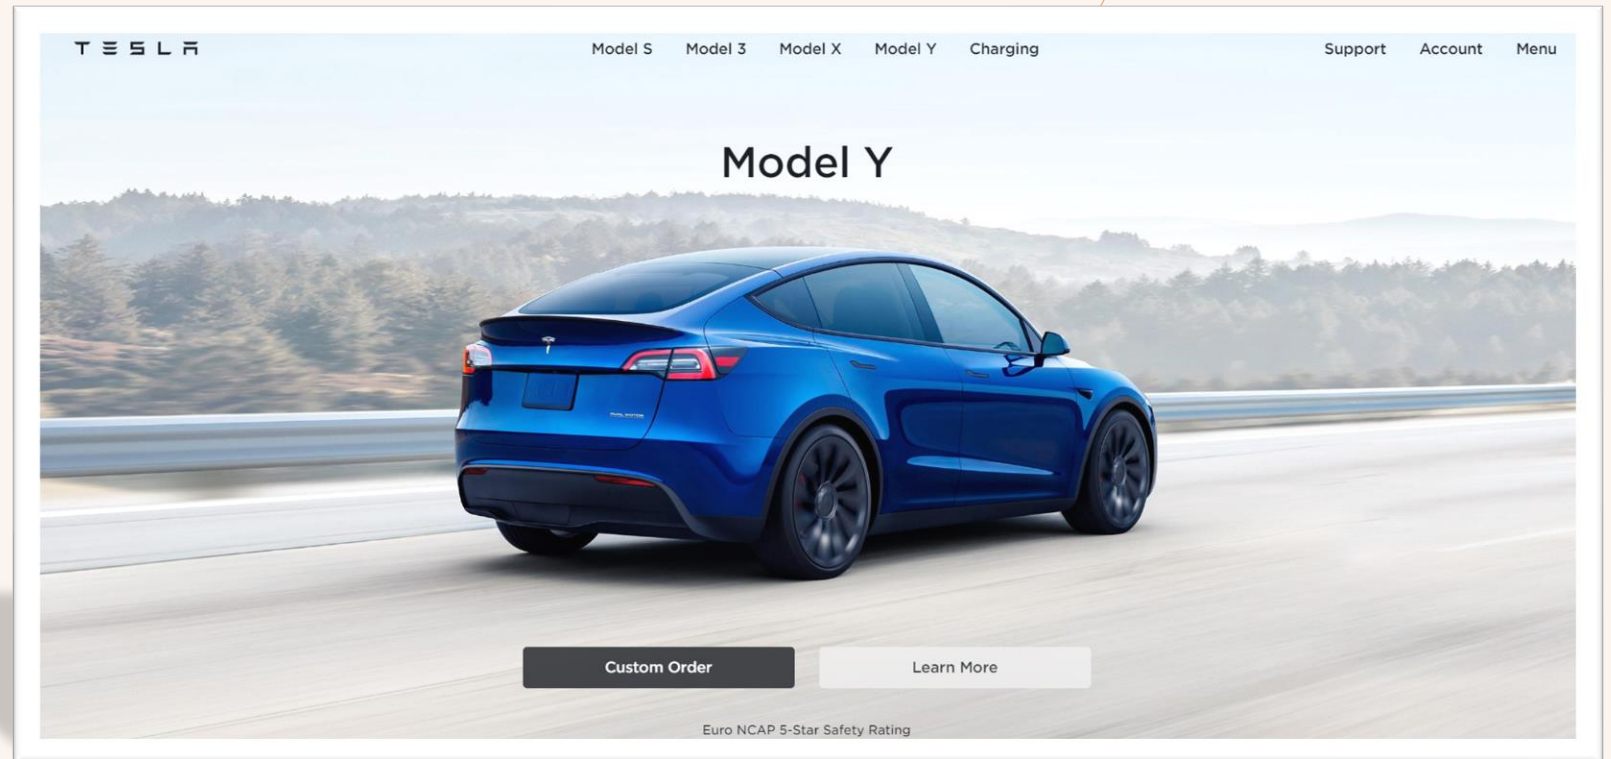 TESLA
Model S Model 3 Model X Model Y Charging
Support Account Menu
Model Y
Custom Order
Learn More
Euro NCAP 5-Star Safety Rating